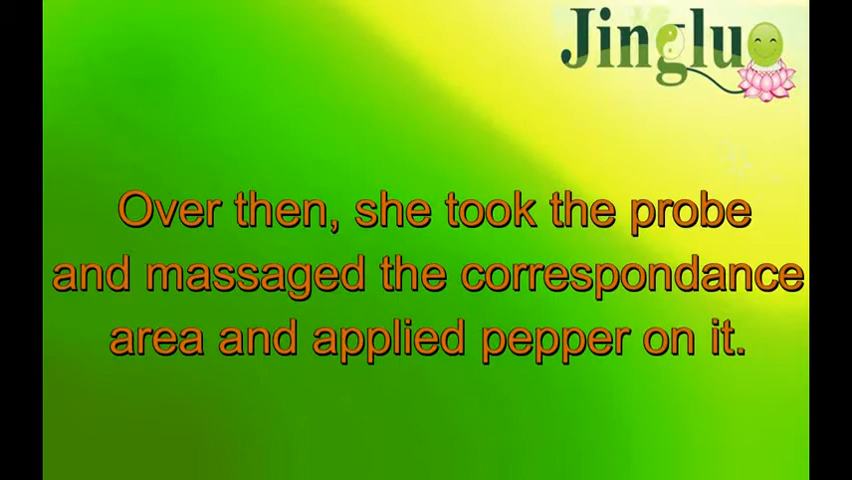 Jingluo
Over then, she took the probe
and massaged the correspondance
area and applied pepper on it.